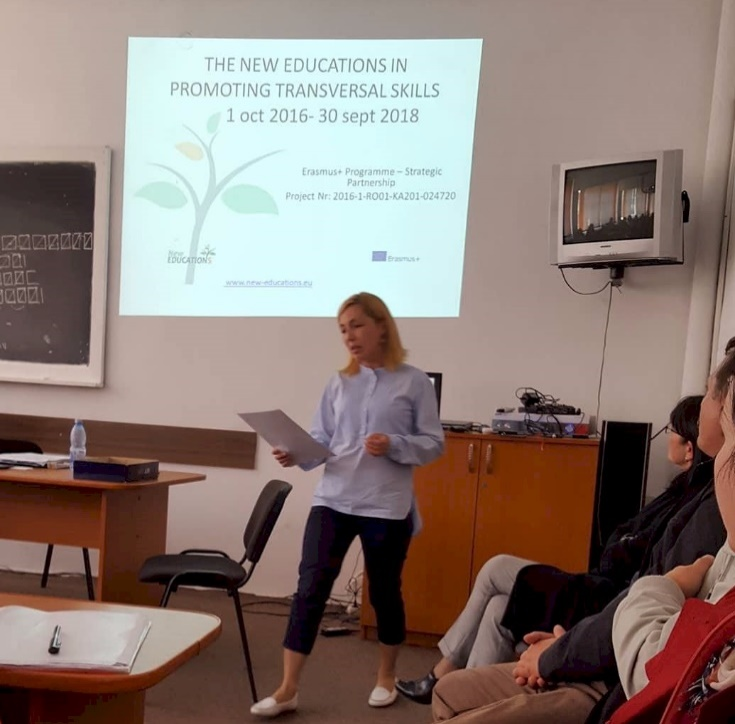 THE NEW EDUCATIONS IN
PROMOTING TRANSVERSAL SKILLS
1 oct 2016- 30 sept 2018
Erasmus+ Programme – Strategic
Partnership
Project Nr: 2016-1-RO01-KA201-024720
New
EDUCATIONS
Erasmus+
www.new-educations.eu